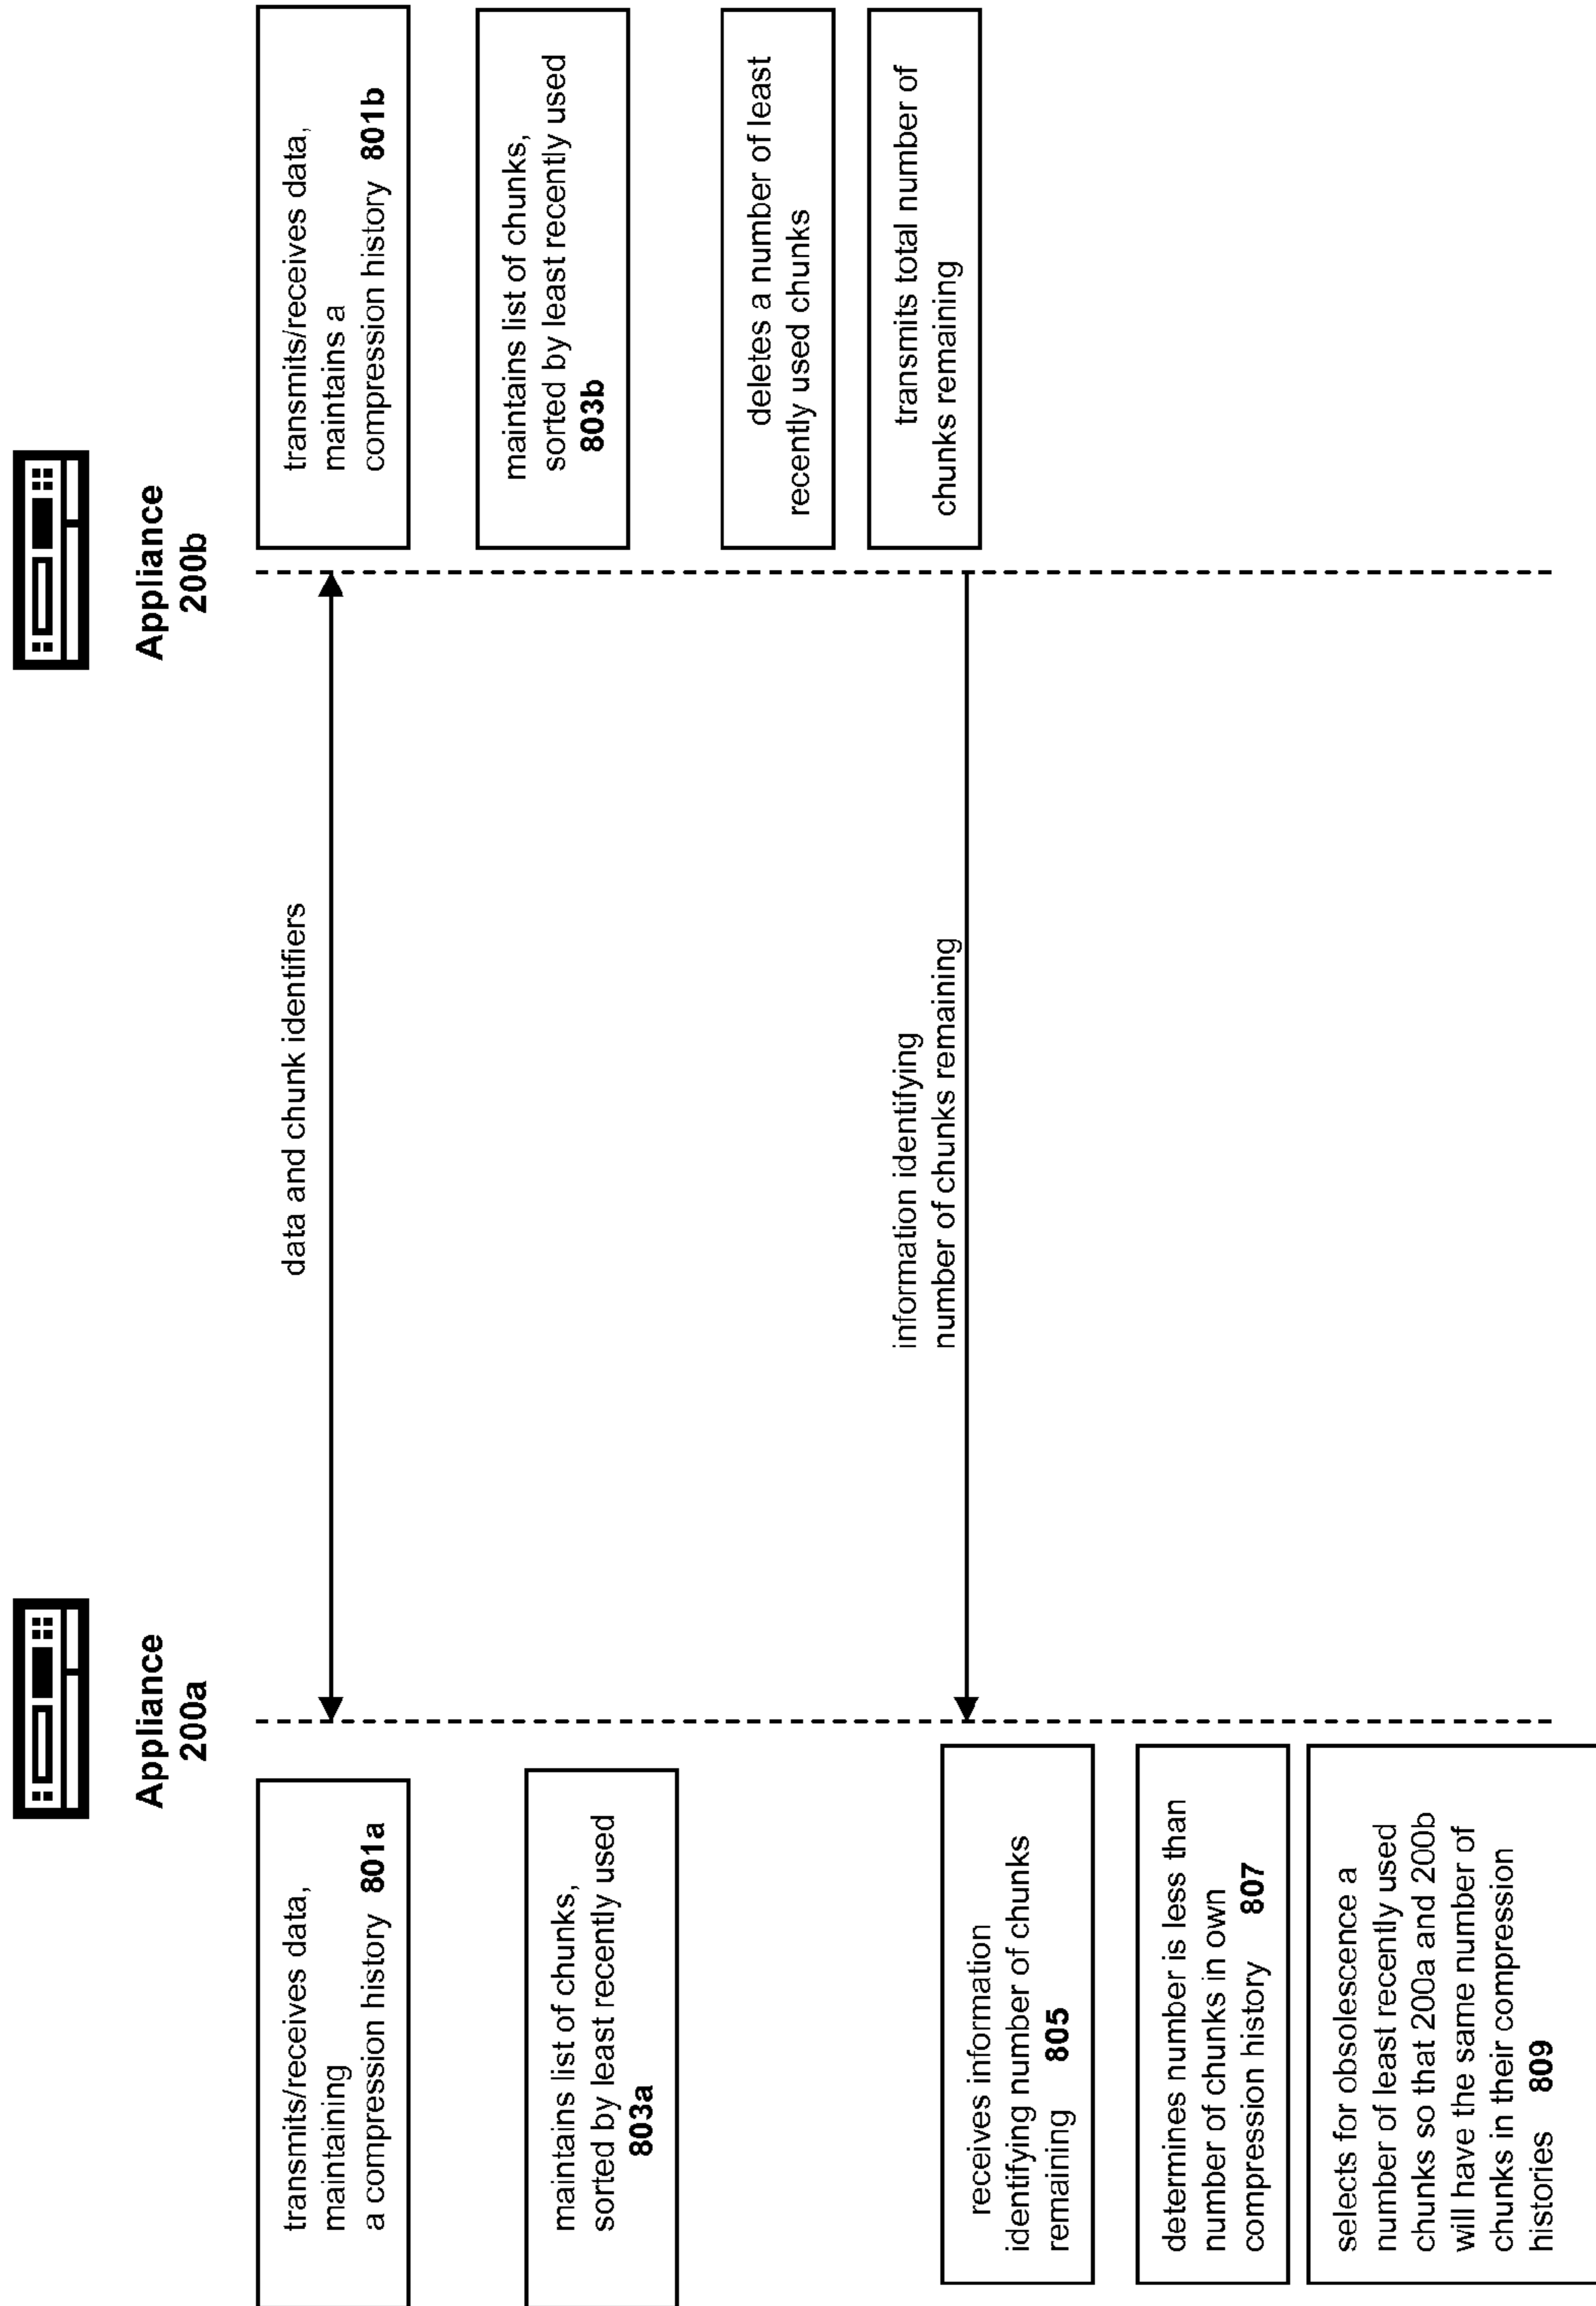 Appliance
200a
Appliance
200b
transmits/receives data,
maintaining
a compression history 801a
data and chunk identifiers
transmits/receives data,
maintains a
compression history 801b
maintains list of chunks,
sorted by least recently used
803a
maintains list of chunks,
sorted by least recently used
803b
deletes a number of least
recently used chunks
transmits total number of
chunks remaining
information identifying
number of chunks remaining
receives information
identifying number of chunks
remaining 805
determines number is less than
number of chunks in own
compression history 807
selects for obsolescence a
number of least recently used
chunks so that 200a and 200b
will have the same number of
chunks in their compression
histories 809